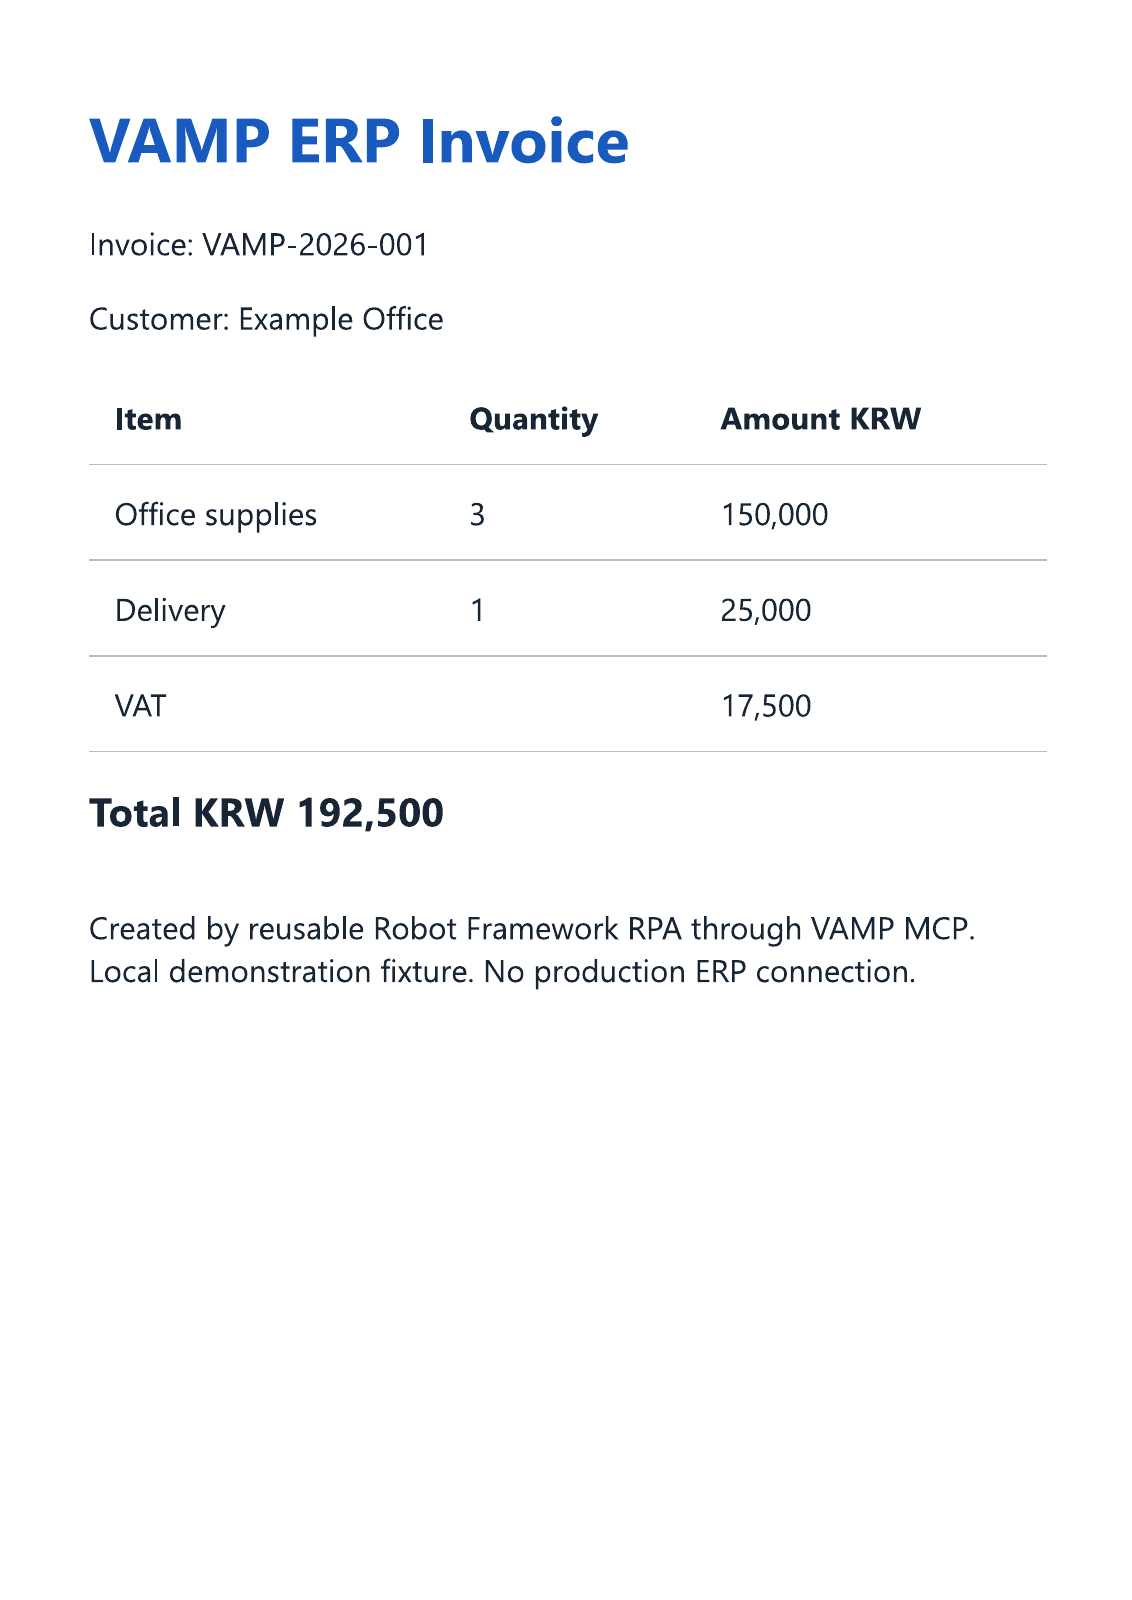 VAMP ERP Invoice
Invoice: VAMP-2026-001
Customer: Example Office
Item Quantity Amount KRW
Office supplies 3 150,000
Delivery 1 25,000
VAT 17,500
Total KRW 192,500
Created by reusable Robot Framework RPA through VAMP MCP.
Local demonstration fixture. No production ERP connection.